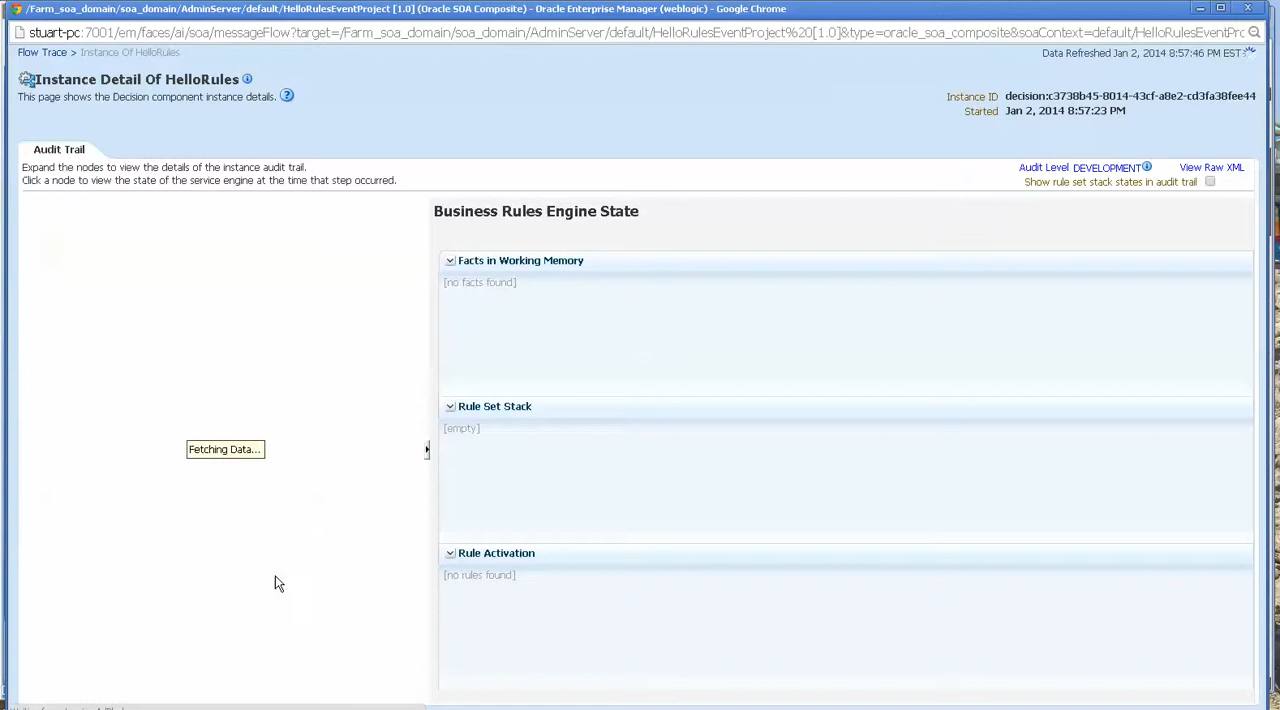 /Farm_soa_domain/soa_domain/AdminServer/default/HelloRulesEventProject [1.0] (Oracle SOA Composite) - Oracle Enterprise Manager (weblogic) - Google Chrome
stuart-pc:7001/em/faces/ai/soa/messageFlow?target=/Farm_soa_domain/soa_domain/AdminServer/default/HelloRulesEventProject%20[1.0]&type=oracle_soa_composite&soaContext=default/HelloRulesEventPrc
Flow Trace > Instance Of HelloRules
Data Refreshed Jan 2, 2014 8:57:46 PM EST
Instance Detail Of HelloRules
This page shows the Decision component instance details.
Instance ID decision:c3738b45-8014-43cf-a8e2-cd3fa38fee44
Started Jan 2, 2014 8:57:23 PM
Audit Trail
Expand the nodes to view the details of the instance audit trail.
Click a node to view the state of the service engine at the time that step occurred.
Audit Level DEVELOPMENT View Raw XML
Show rule set stack states in audit trail
Business Rules Engine State
Facts in Working Memory
[no facts found]
Rule Set Stack
[empty]
Fetching Data...
Rule Activation
[no rules found]